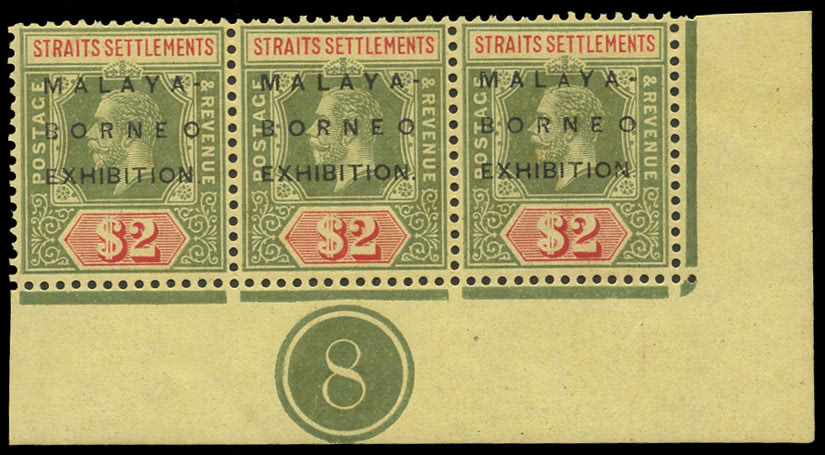 STRAITS SETTLEMENTS
POSTAGE
& REVENUE
MALAYA-
BORNEO
EXHIBITION.
$2
STRAITS SETTLEMENTS
POSTAGE
& REVENUE
MALAYA-
BORNEO
EXHIBITION.
$2
STRAITS SETTLEMENTS
POSTAGE
& REVENUE
MALAYA-
BORNEO
EXHIBITION.
$2
8